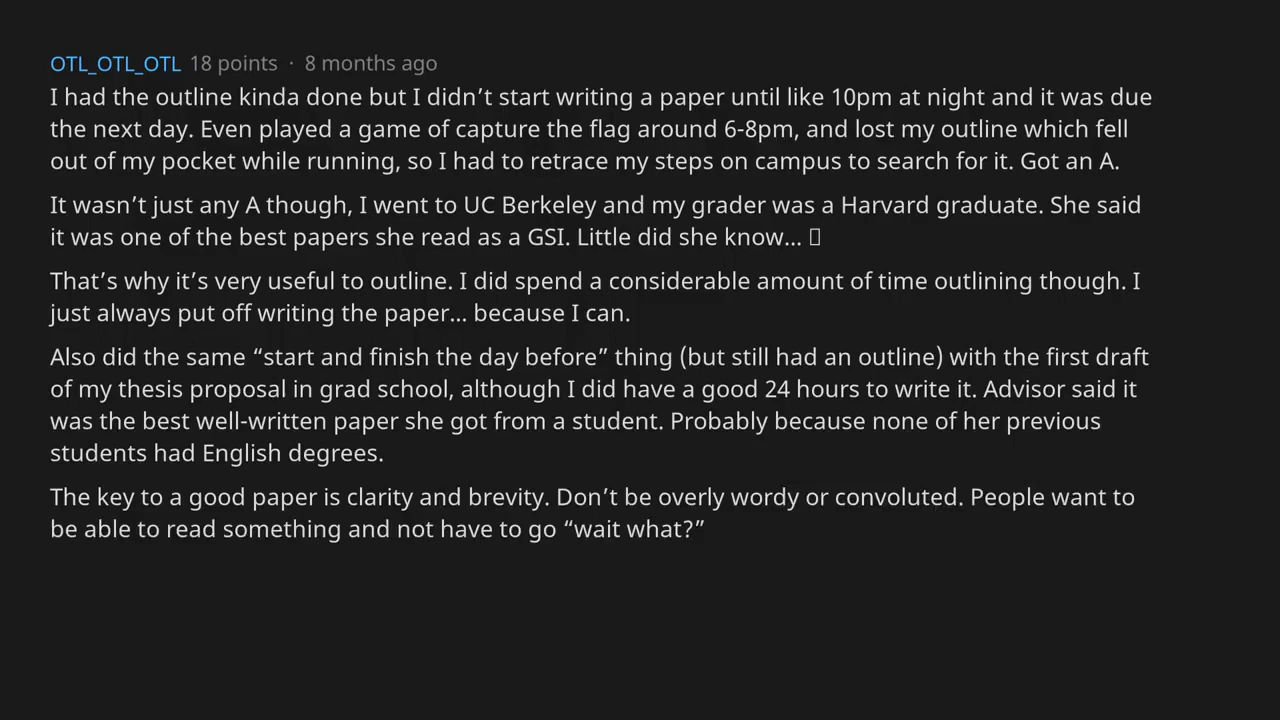 OTL_OTL_OTL 18 points · 8 months ago
I had the outline kinda done but I didn’t start writing a paper until like 10pm at night and it was due
the next day. Even played a game of capture the flag around 6-8pm, and lost my outline which fell
out of my pocket while running, so I had to retrace my steps on campus to search for it. Got an A.
It wasn’t just any A though, I went to UC Berkeley and my grader was a Harvard graduate. She said
it was one of the best papers she read as a GSI. Little did she know... 
That’s why it’s very useful to outline. I did spend a considerable amount of time outlining though. I
just always put off writing the paper... because I can.
Also did the same “start and finish the day before” thing (but still had an outline) with the first draft
of my thesis proposal in grad school, although I did have a good 24 hours to write it. Advisor said it
was the best well-written paper she got from a student. Probably because none of her previous
students had English degrees.
The key to a good paper is clarity and brevity. Don’t be overly wordy or convoluted. People want to
be able to read something and not have to go “wait what?”